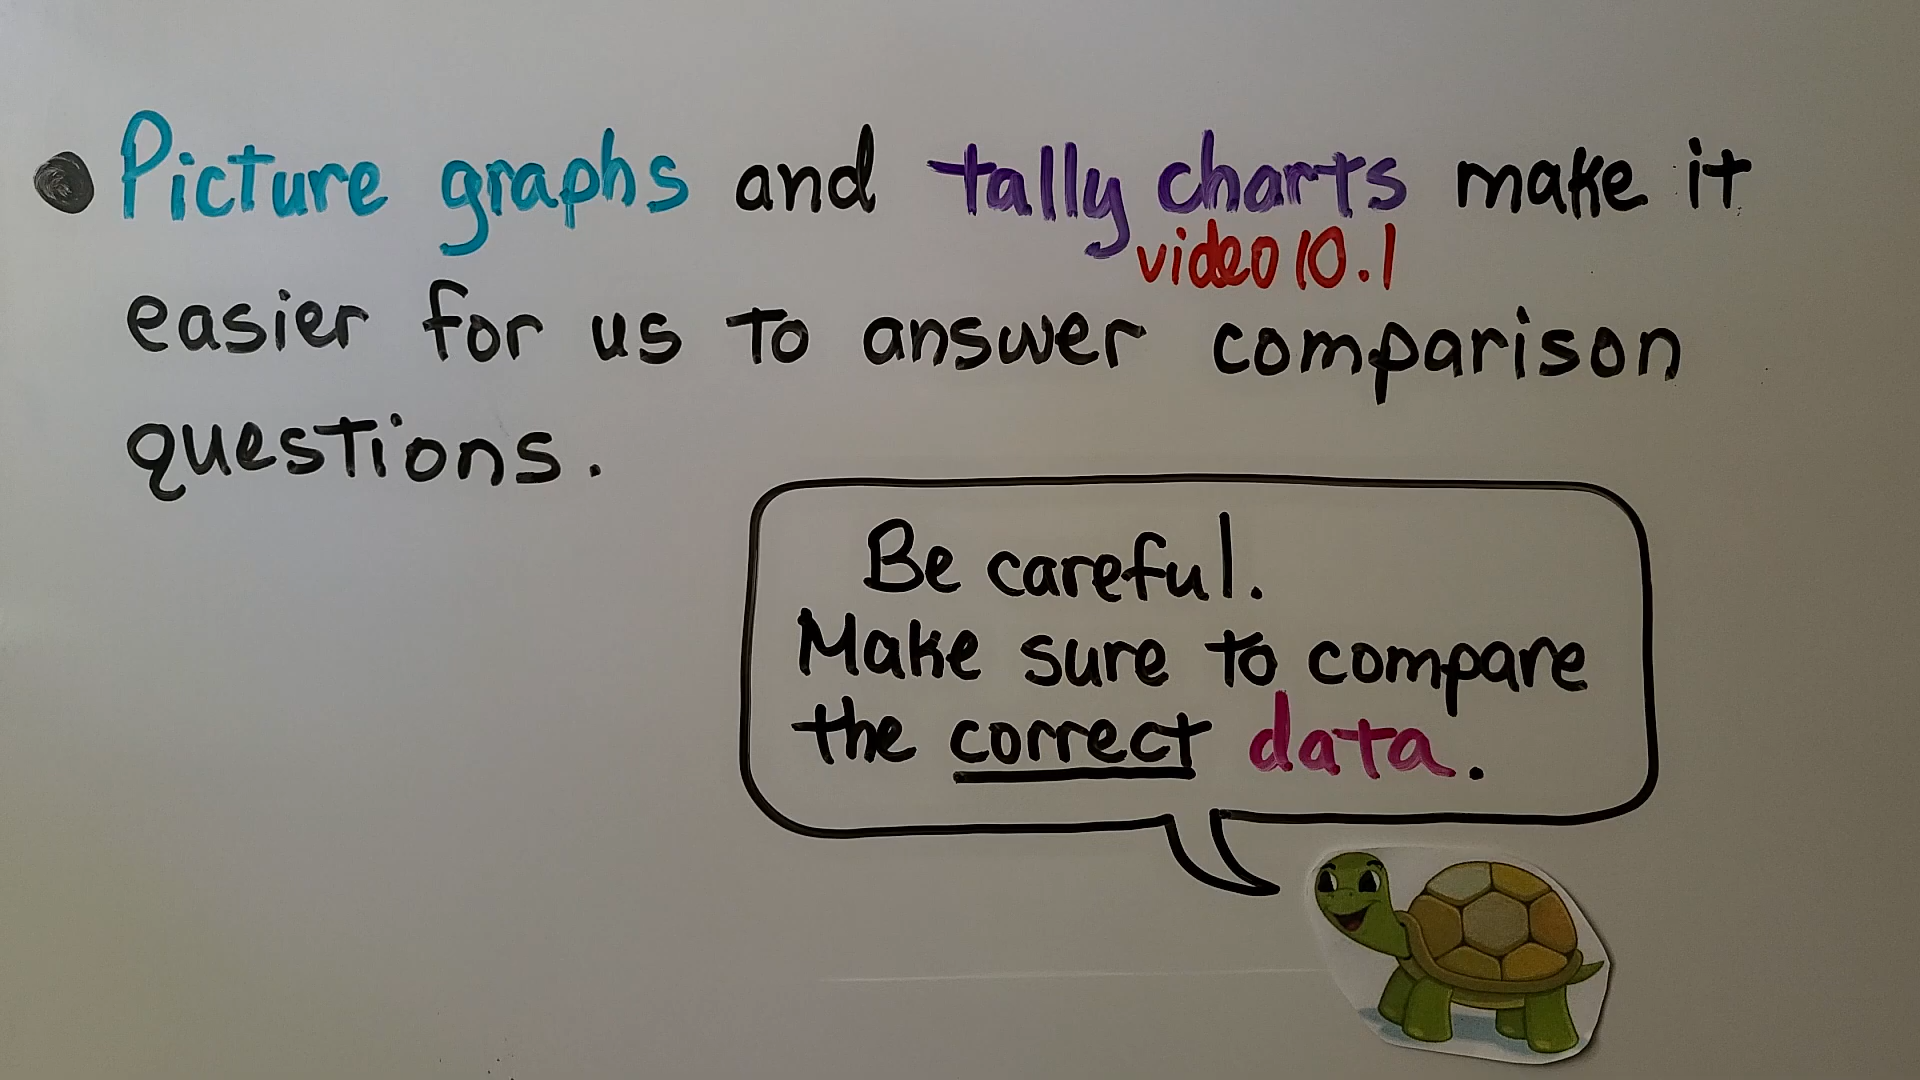 Picture graphs and tally charts make it
video 10.1
easier for us to answer comparison
questions.
Be careful.
Make sure to compare
the correct data.